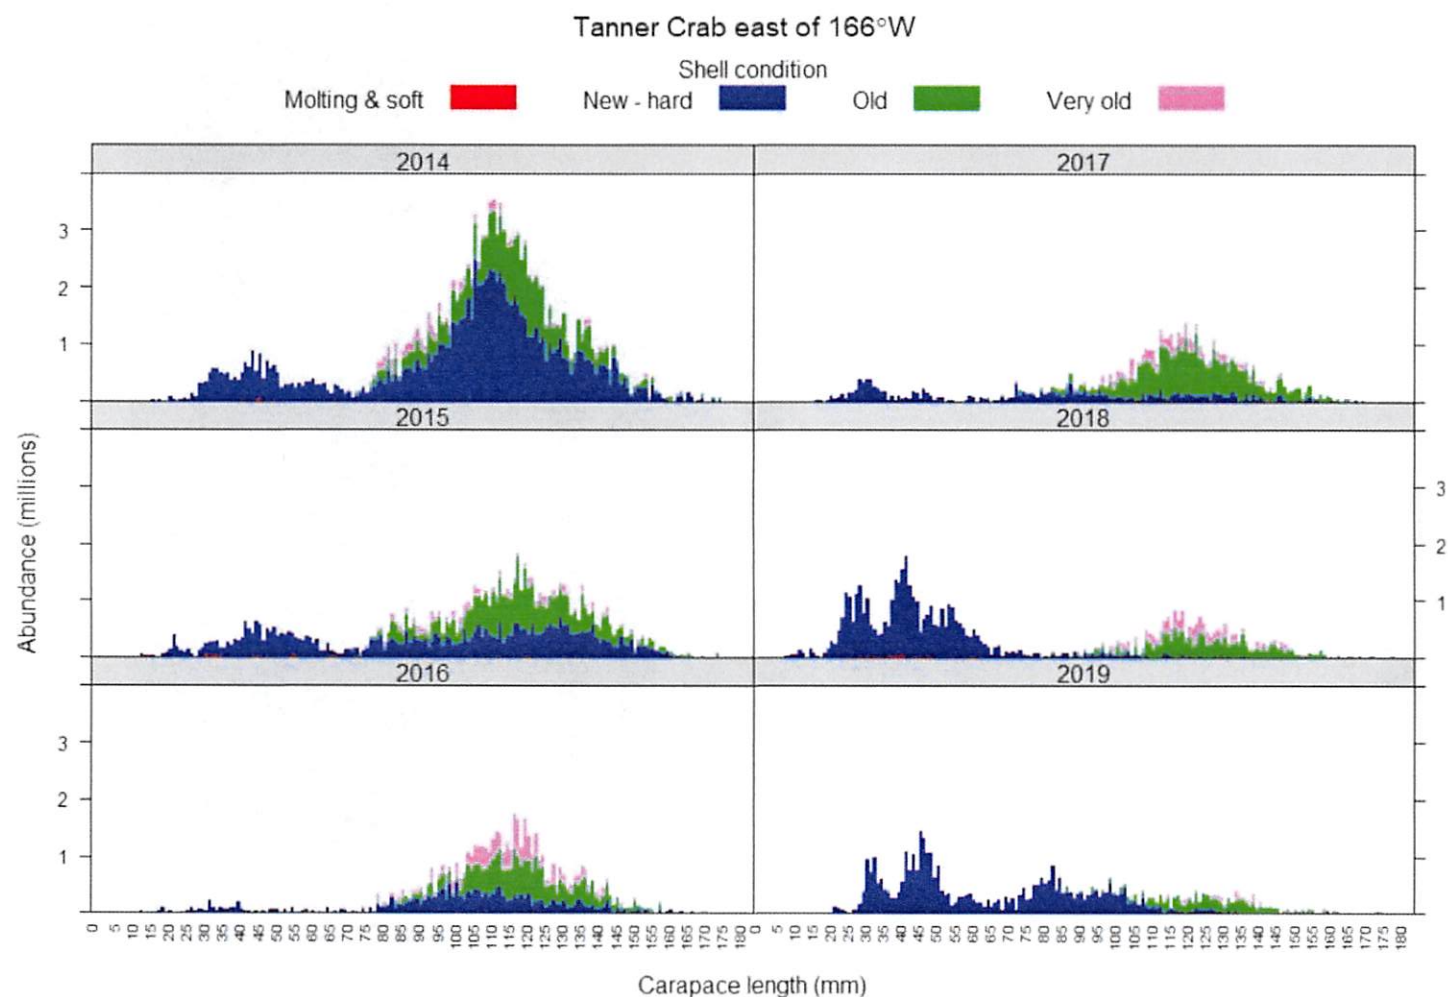 Tanner Crab east of 166°W
Shell condition
Molting & soft New - hard Old Very old
2014 2017
3
2
1
2015 2018
3
2
1
2016 2019
3
2
1
Abundance (millions)
0 5 10 15 20 25 30 35 40 45 50 55 60 65 70 75 80 85 90 95 100 105 110 115 120 125 130 135 140 145 150 155 160 165 170 175 180 0 5 10 15 20 25 30 35 40 45 50 55 60 65 70 75 80 85 90 95 100 105 110 115 120 125 130 135 140 145 150 155 160 165 170 175 180
Carapace length (mm)